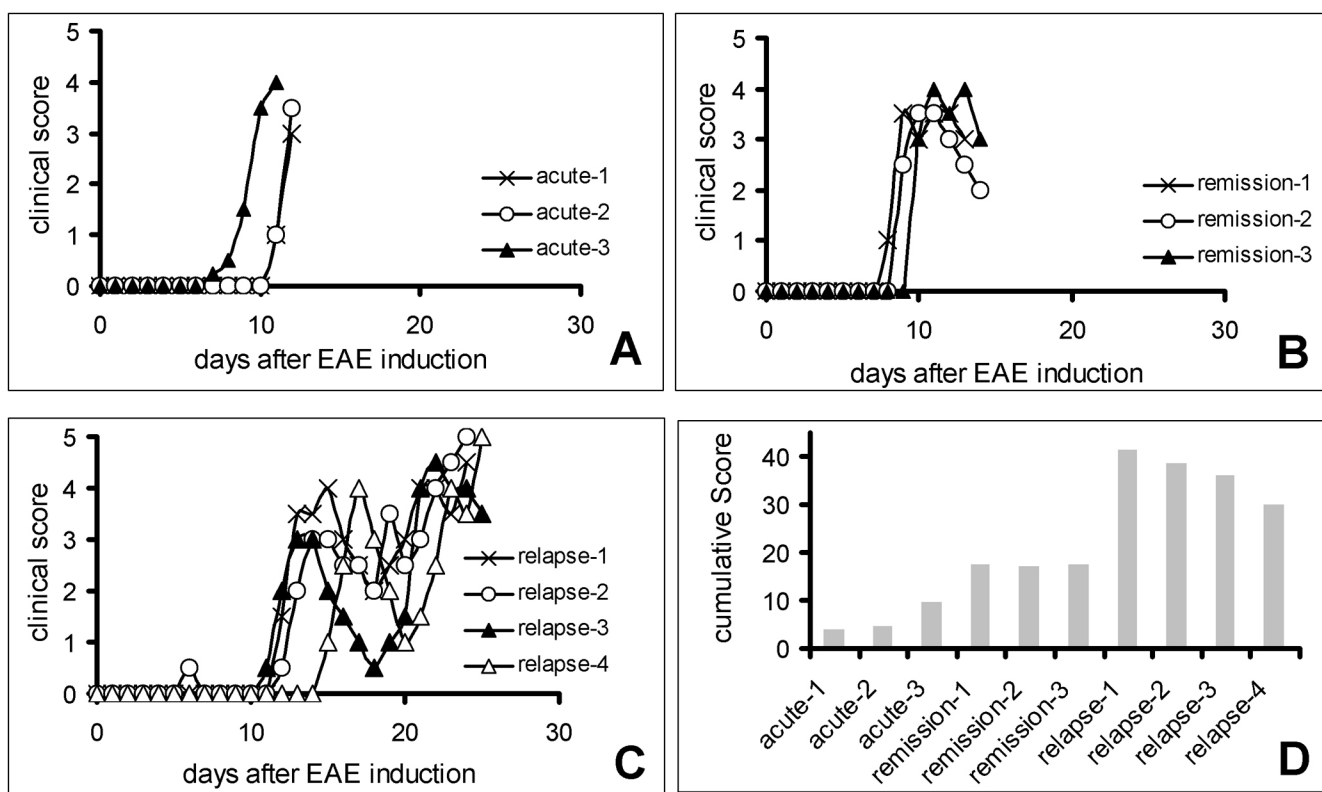 5
4
3
2
1
0
clinical score
acute-1
acute-2
acute-3
0 10 20 30
days after EAE induction
A
5
4
3
2
1
0
clinical score
remission-1
remission-2
remission-3
0 10 20 30
days after EAE induction
B
5
4
3
2
1
0
clinical score
relapse-1
relapse-2
relapse-3
relapse-4
0 10 20 30
days after EAE induction
C
40
30
20
10
0
cumulative Score
acute-1
acute-2
acute-3
remission-1
remission-2
remission-3
relapse-1
relapse-2
relapse-3
relapse-4
D